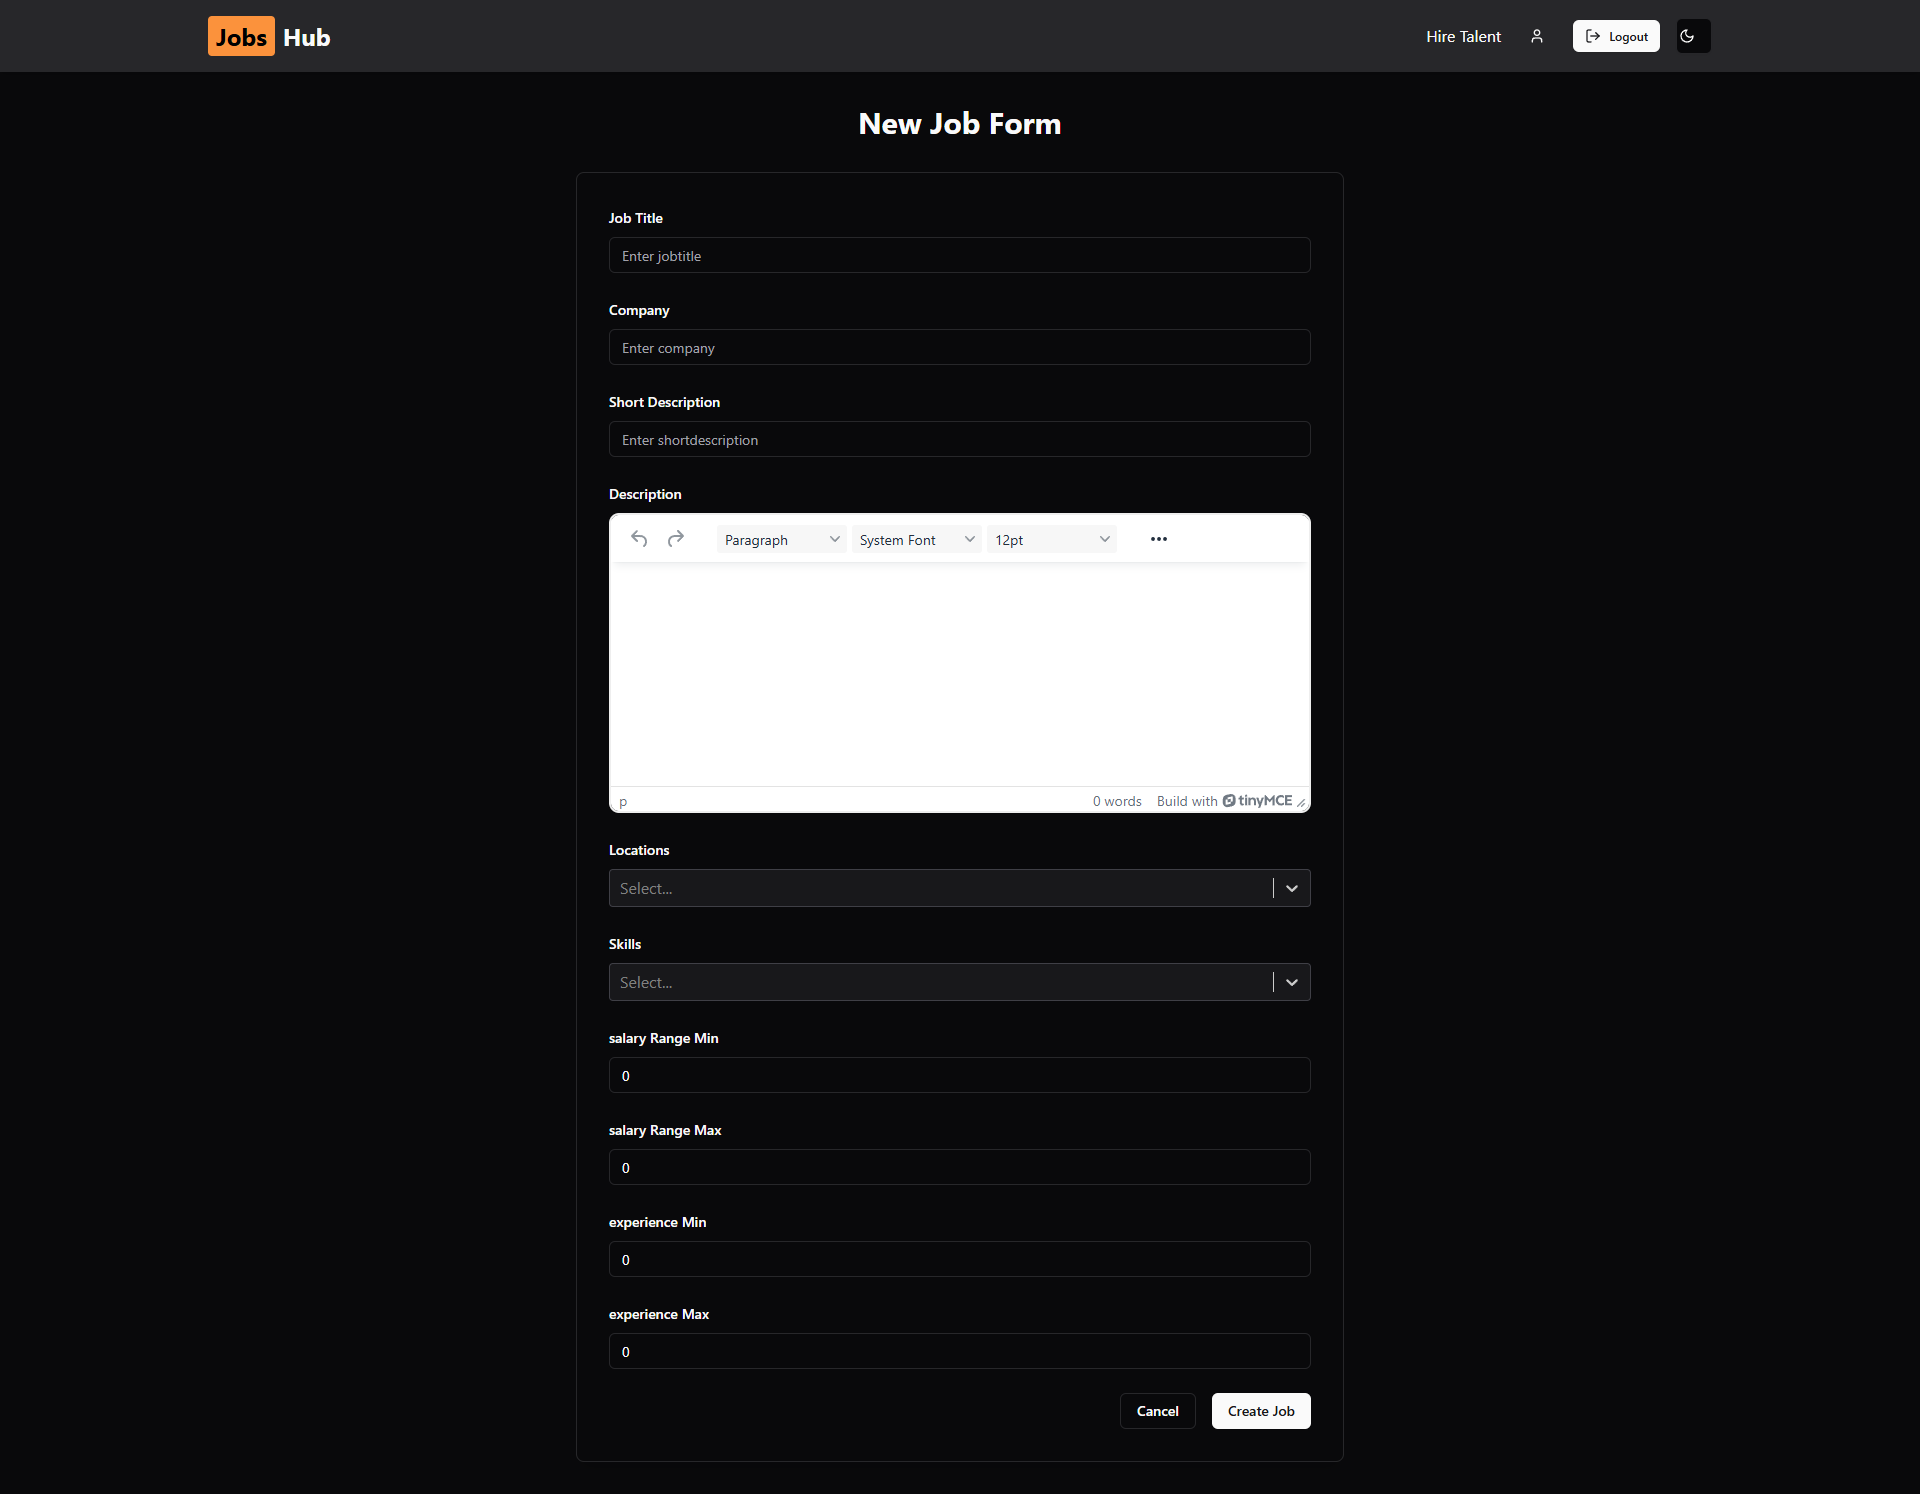 Jobs Hub
Hire Talent
Logout
New Job Form
Job Title
Enter jobtitle
Company
Enter company
Short Description
Enter shortdescription
Description
Paragraph System Font 12pt
p 0 words Build with tinyMCE
Locations
Select...
Skills
Select...
salary Range Min
0
salary Range Max
0
experience Min
0
experience Max
0
Cancel Create Job